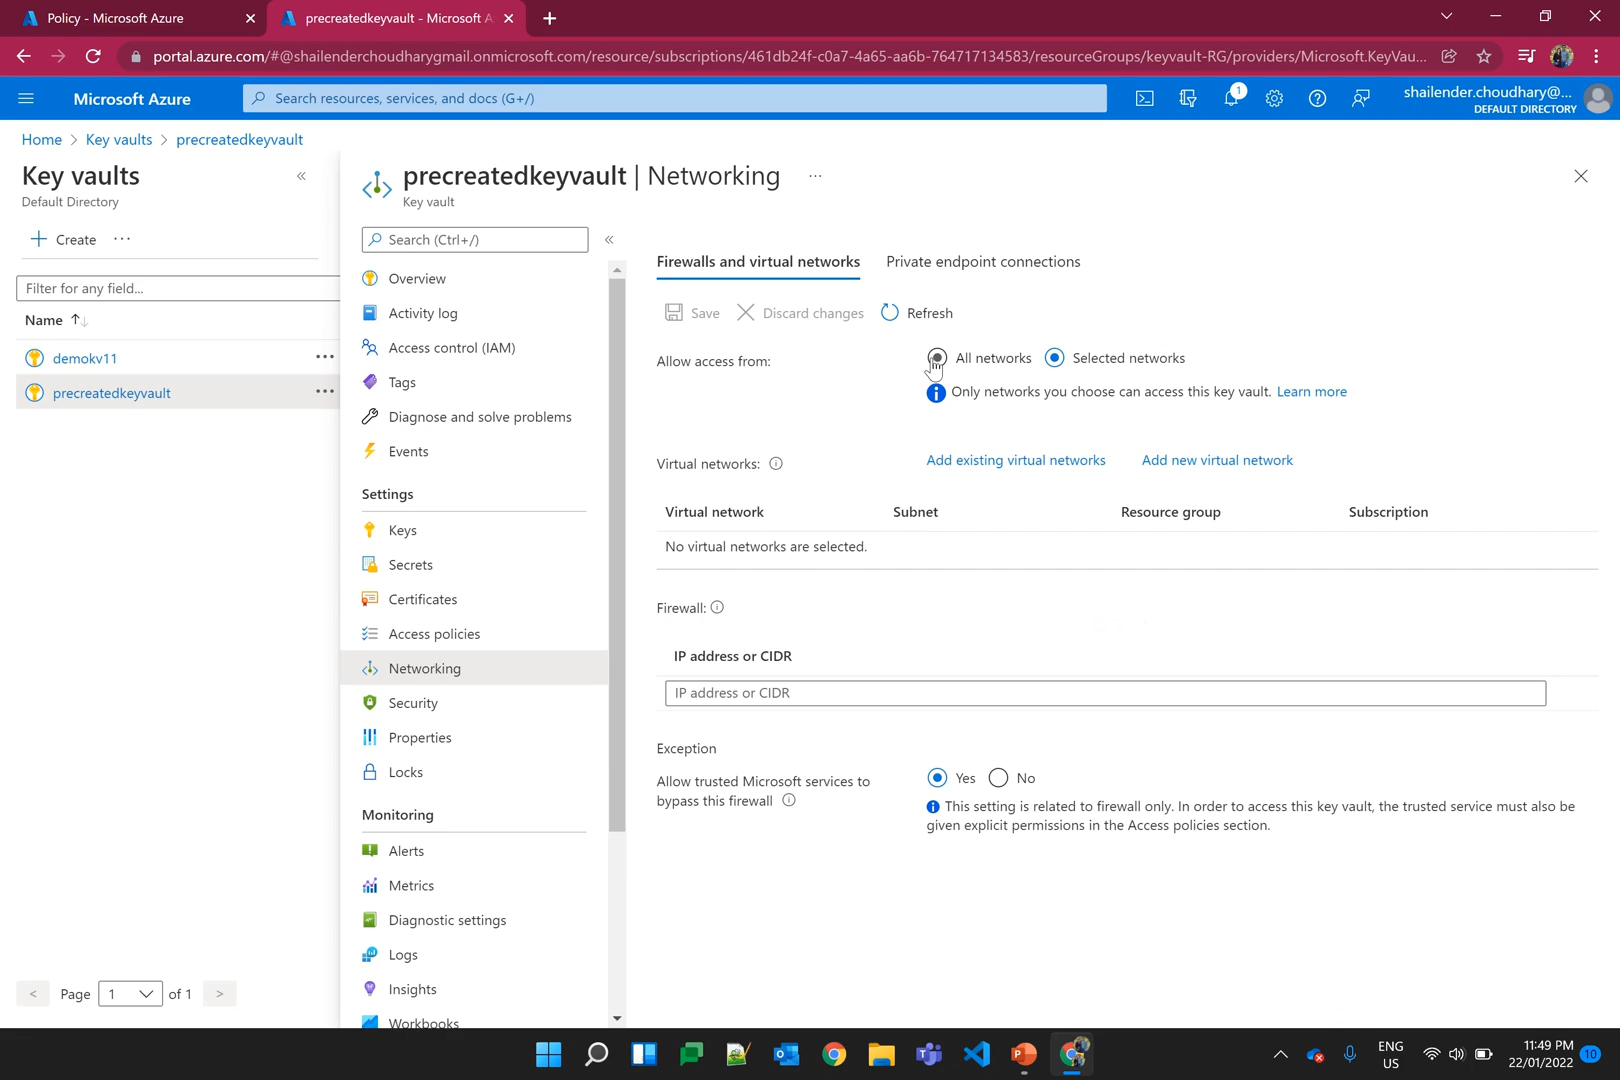 Policy - Microsoft Azure
precreatedkeyvault - Microsoft A
portal.azure.com/#@shailenderchoudharygmail.onmicrosoft.com/resource/subscriptions/461db24f-c0a7-4a65-aa6b-764717134583/resourceGroups/keyvault-RG/providers/Microsoft.KeyVau...
Microsoft Azure
Search resources, services, and docs (G+/)
1
shailender.choudhary@...
DEFAULT DIRECTORY
Home > Key vaults > precreatedkeyvault
Key vaults
Default Directory
Create ...
Filter for any field...
Name
demokv11
precreatedkeyvault
< Page 1 of 1 >
precreatedkeyvault | Networking ...
Key vault
Search (Ctrl+/)
Overview
Activity log
Access control (IAM)
Tags
Diagnose and solve problems
Events
Settings
Keys
Secrets
Certificates
Access policies
Networking
Security
Properties
Locks
Monitoring
Alerts
Metrics
Diagnostic settings
Logs
Insights
Workbooks
Firewalls and virtual networks Private endpoint connections
Save Discard changes Refresh
Allow access from: All networks Selected networks
Only networks you choose can access this key vault. Learn more
Virtual networks: Add existing virtual networks Add new virtual network
Virtual network Subnet Resource group Subscription
No virtual networks are selected.
Firewall:
IP address or CIDR
IP address or CIDR
Exception
Allow trusted Microsoft services to
bypass this firewall
Yes No
This setting is related to firewall only. In order to access this key vault, the trusted service must also be
given explicit permissions in the Access policies section.
ENG
US
11:49 PM
22/01/2022
10